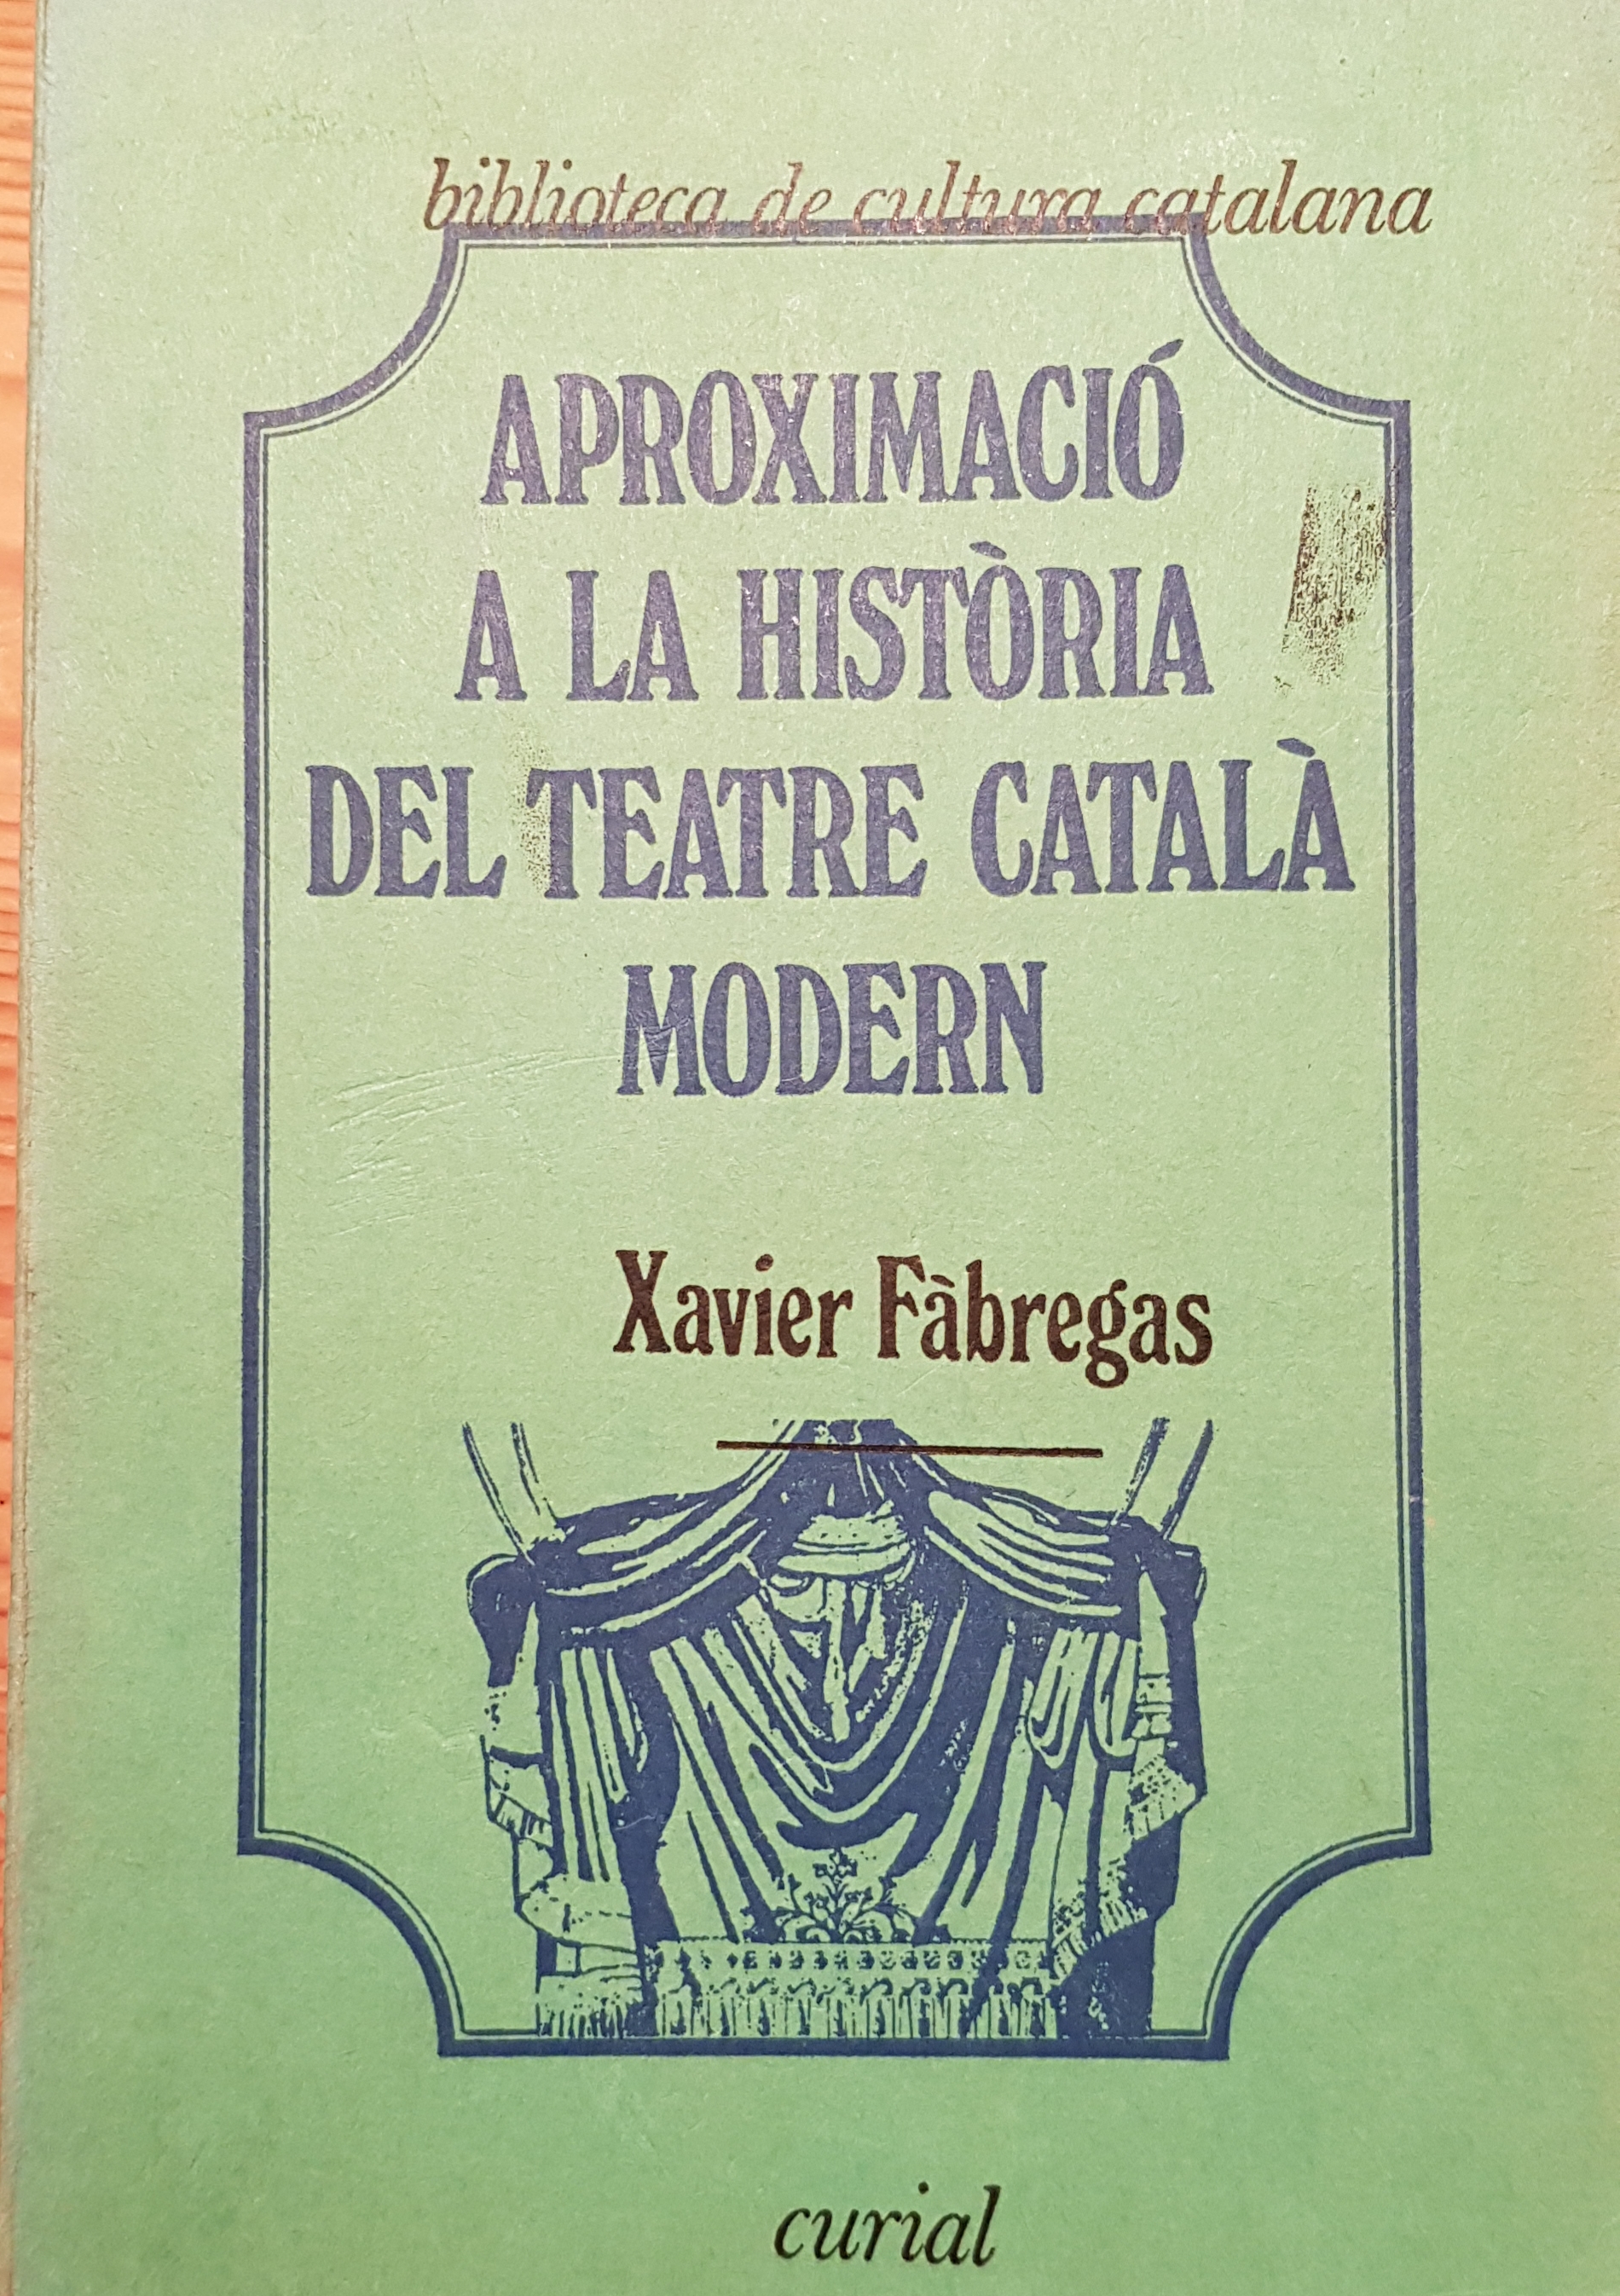 biblioteca de cultura catalana
APROXIMACIÓ
A LA HISTÒRIA
DEL TEATRE CATALÀ
MODERN
Xavier Fàbregas
curial